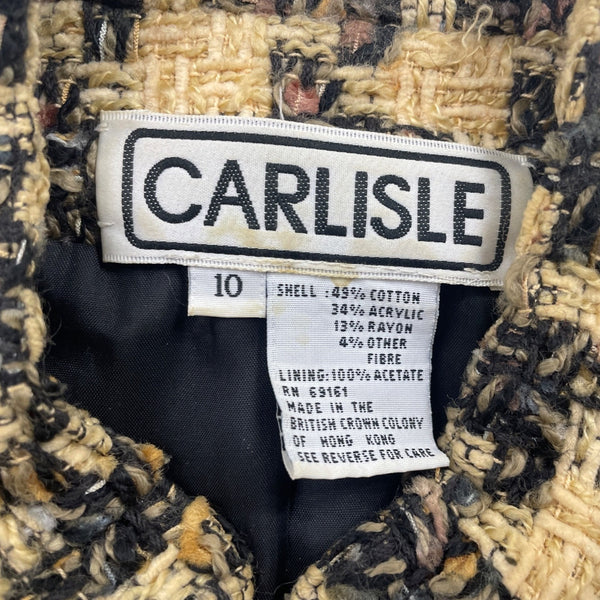 CARLISLE
10
SHELL :49% COTTON
34% ACRYLIC
13% RAYON
4% OTHER
FIBRE
LINING:100% ACETATE
RN 69161
MADE IN THE
BRITISH CROWN COLONY
OF HONG KONG
SEE REVERSE FOR CARE